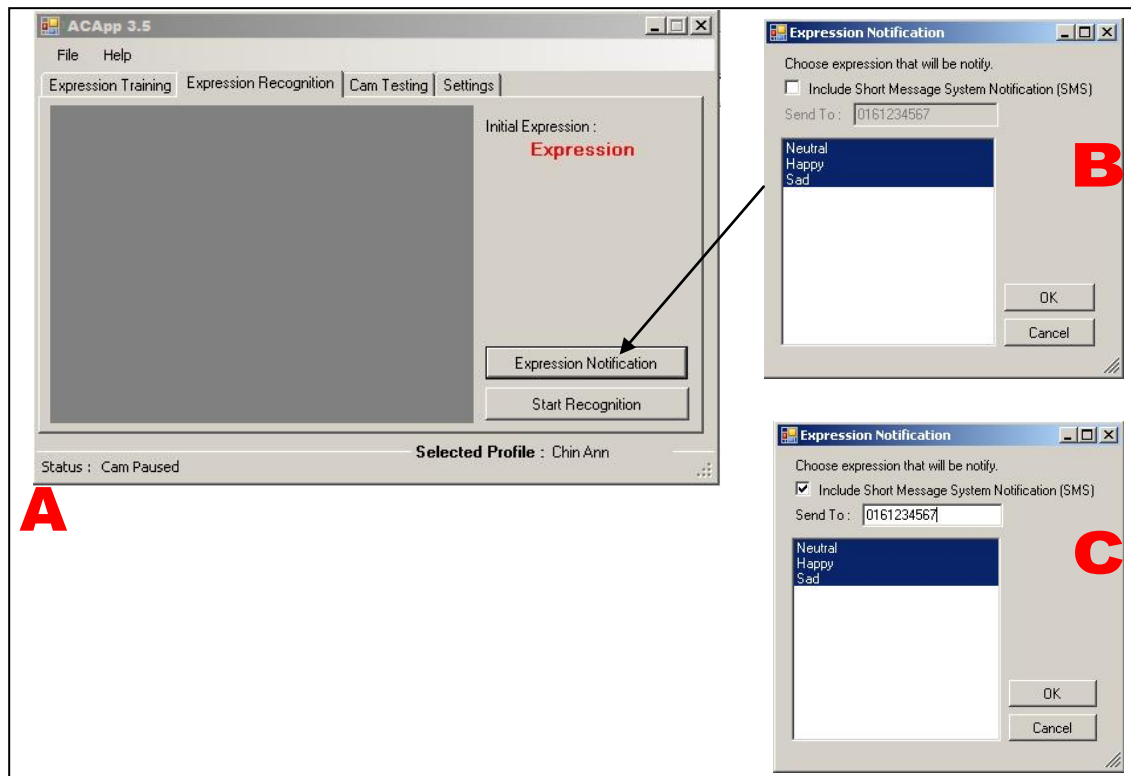 ACApp 3.5
File Help
Expression Training Expression Recognition Cam Testing Settings
Initial Expression :
Expression
Expression Notification
Start Recognition
Selected Profile : Chin Ann
Status : Cam Paused
A
Expression Notification
Choose expression that will be notify.
Include Short Message System Notification (SMS)
Send To : 0161234567
Neutral
Happy
Sad
B
OK
Cancel
Expression Notification
Choose expression that will be notify.
Include Short Message System Notification (SMS)
Send To : 0161234567
Neutral
Happy
Sad
C
OK
Cancel